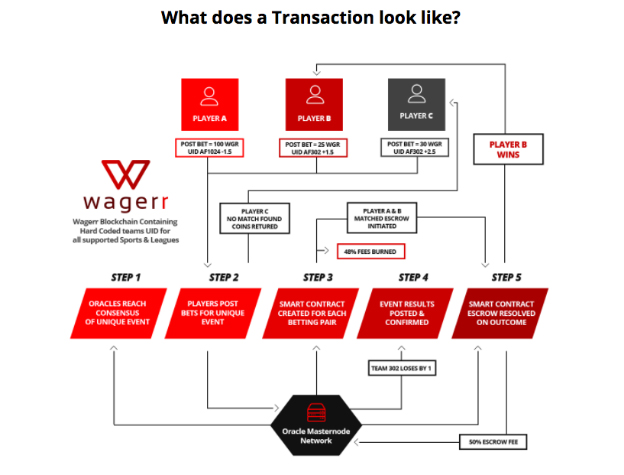 What does a Transaction look like?
PLAYER A
PLAYER B
PLAYER C
POST BET = 100 WGR
UID AF1024 -1.5
POST BET = 25 WGR
UID AF302 +1.5
POST BET = 30 WGR
UID AF302 +2.5
PLAYER B
WINS
wagerr
Wagerr Blockchain Containing
Hard Coded teams UID for
all supported Sports & Leagues
PLAYER C
NO MATCH FOUND
COINS RETURED
PLAYER A & B
MATCHED ESCROW
INITIATED
48% FEES BURNED
STEP 1
STEP 2
STEP 3
STEP 4
STEP 5
ORACLES REACH
CONSENSUS
OF UNIQUE EVENT
PLAYERS POST
BETS FOR UNIQUE
EVENT
SMART CONTRACT
CREATED FOR EACH
BETTING PAIR
EVENT RESULTS
POSTED &
CONFIRMED
SMART CONTRACT
ESCROW RESOLVED
ON OUTCOME
TEAM 302 LOSES BY 1
Oracle Masternode
Network
50% ESCROW FEE